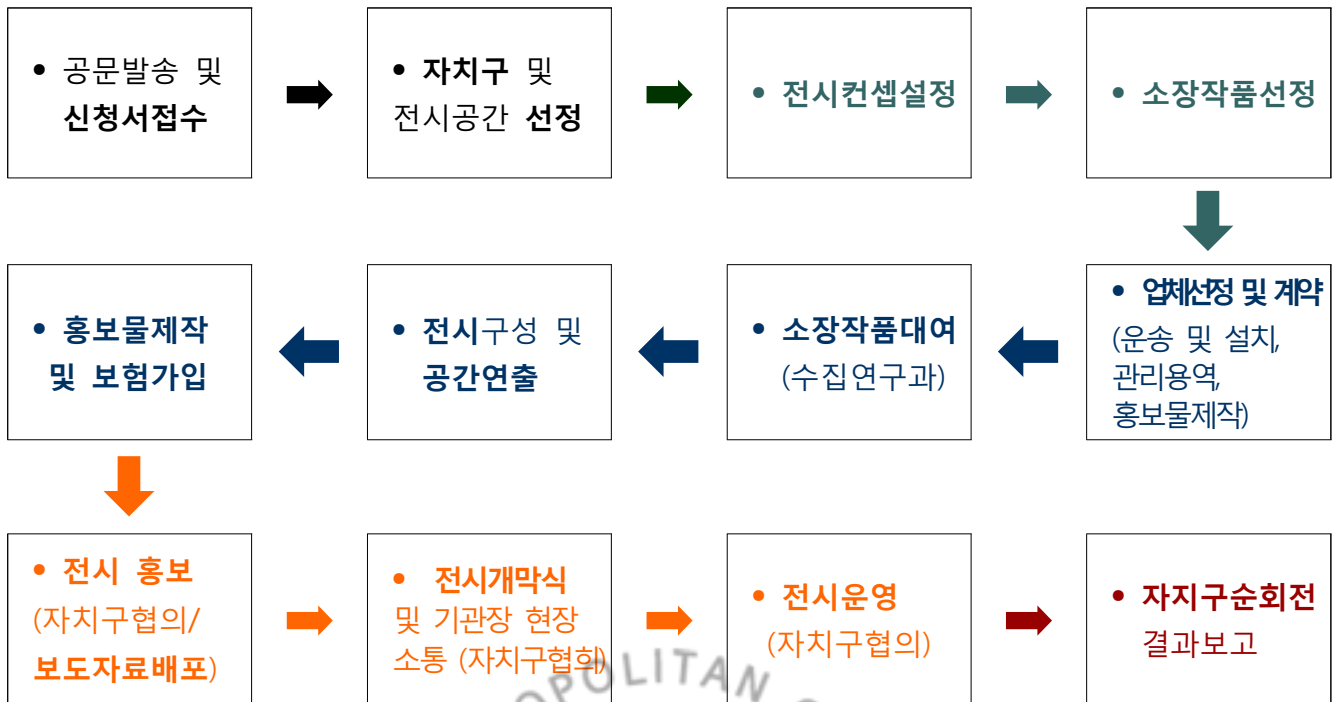 • 공문발송 및
신청서접수
• 자치구 및
전시공간 선정
• 전시컨셉설정
• 소장작품선정
• 업체선정 및 계약
(운송 및 설치,
관리용역,
홍보물제작)
• 소장작품대여
(수집연구과)
• 전시구성 및
공간연출
• 홍보물제작
및 보험가입
• 전시 홍보
(자치구협의/
보도자료배포)
• 전시개막식
및 기관장 현장
소통 (자치구협의)
• 전시운영
(자치구협의)
• 자지구순회전
결과보고
OPOLITAN